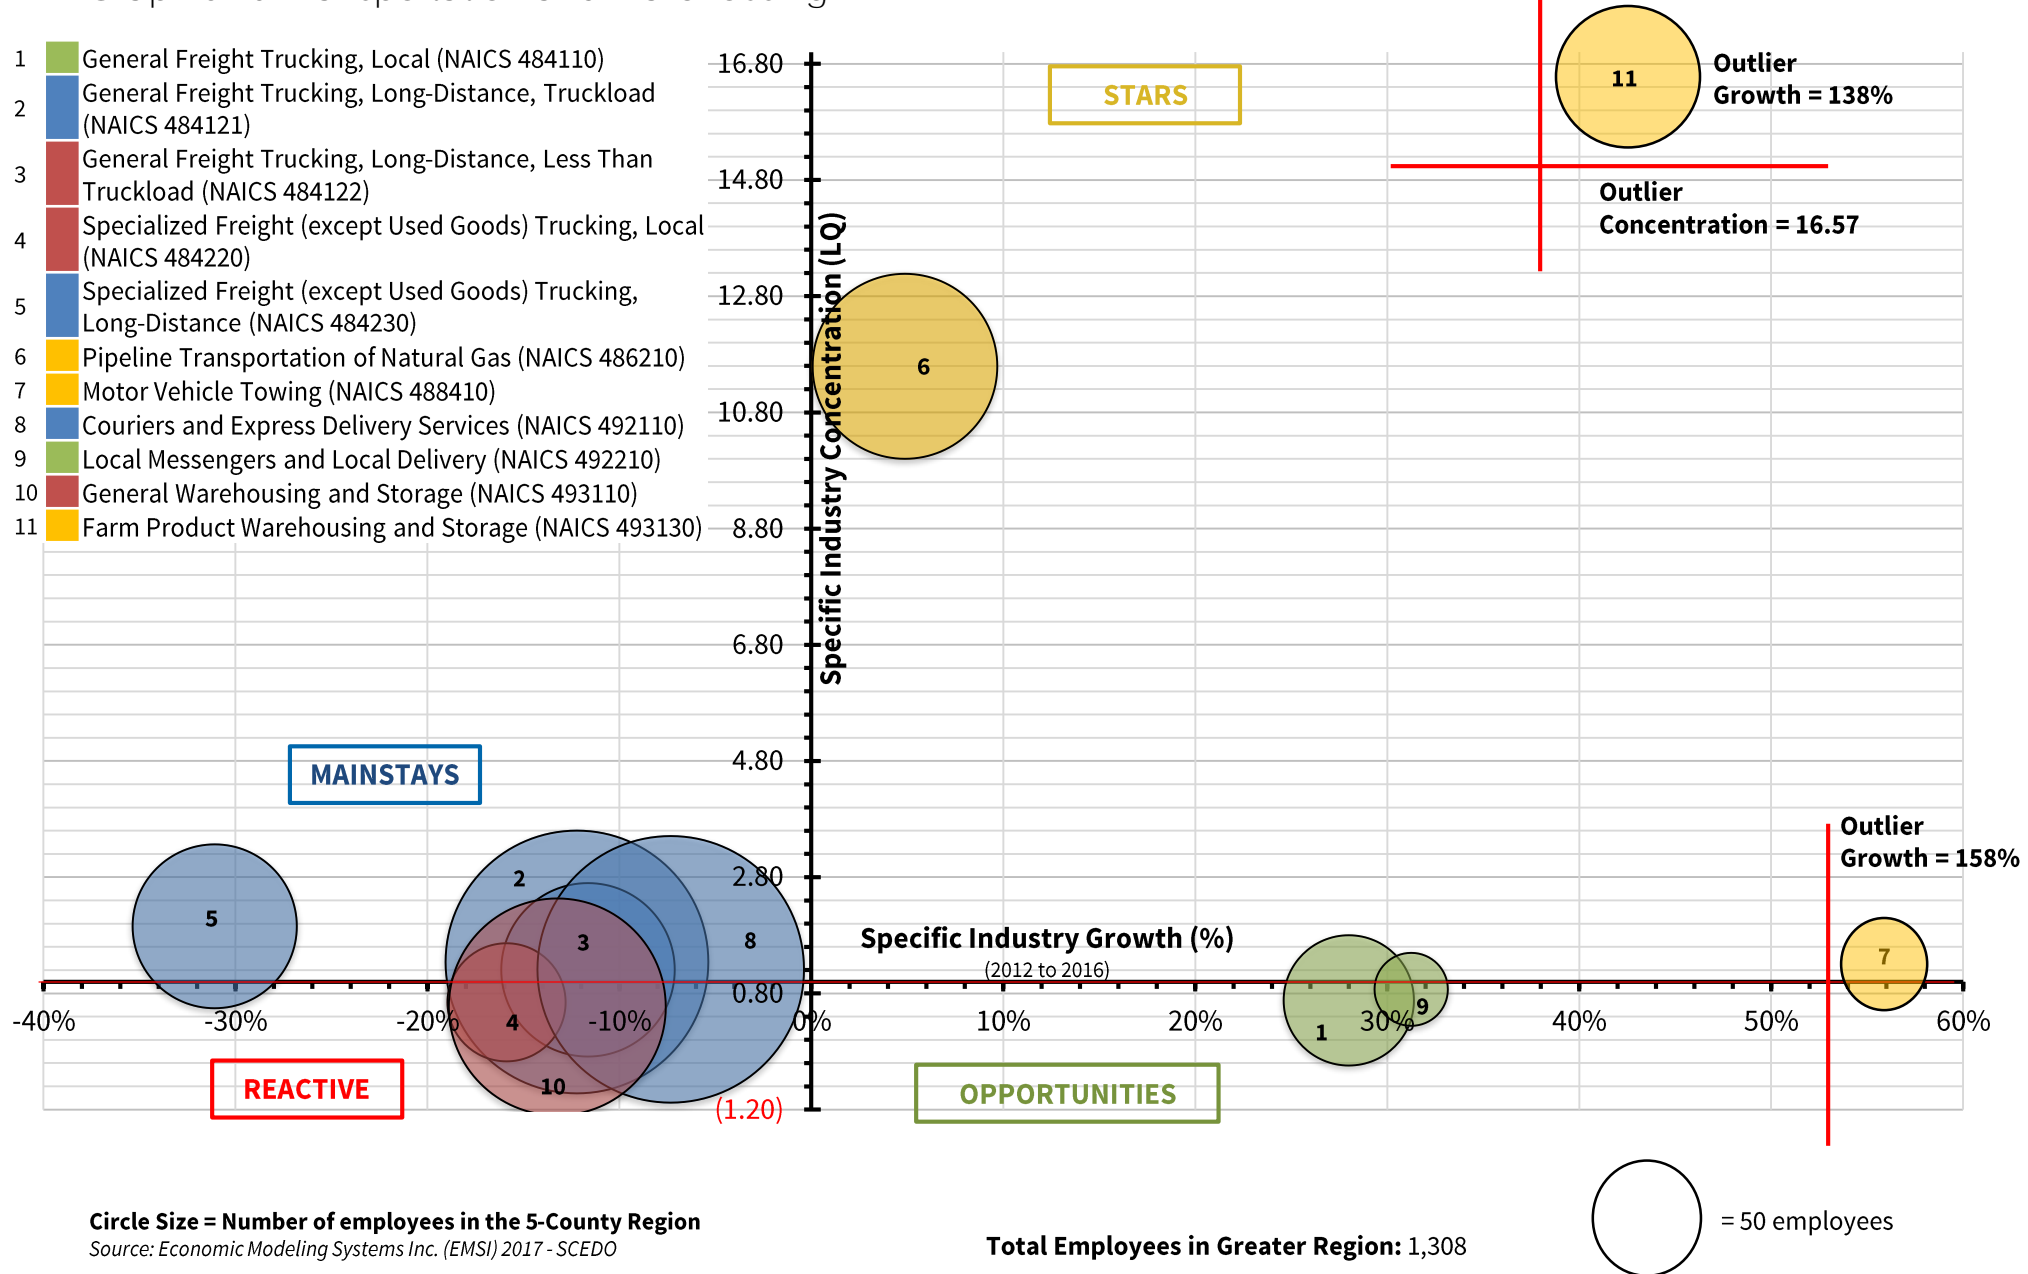 1 General Freight Trucking, Local (NAICS 484110)
2 General Freight Trucking, Long-Distance, Truckload
(NAICS 484121)
3 General Freight Trucking, Long-Distance, Less Than
Truckload (NAICS 484122)
4 Specialized Freight (except Used Goods) Trucking, Local
(NAICS 484220)
5 Specialized Freight (except Used Goods) Trucking,
Long-Distance (NAICS 484230)
6 Pipeline Transportation of Natural Gas (NAICS 486210)
7 Motor Vehicle Towing (NAICS 488410)
8 Couriers and Express Delivery Services (NAICS 492110)
9 Local Messengers and Local Delivery (NAICS 492210)
10 General Warehousing and Storage (NAICS 493110)
11 Farm Product Warehousing and Storage (NAICS 493130)
16.80
14.80
12.80
10.80
8.80
6.80
4.80
2.80
0.80
(1.20)
Specific Industry Concentration (LQ)
STARS
11
Outlier
Growth = 138%
Outlier
Concentration = 16.57
6
MAINSTAYS
5
2
3
8
4
10
Specific Industry Growth (%)
(2012 to 2016)
1
9
Outlier
Growth = 158%
7
-40% -30% -20% -10% 0% 10% 20% 30% 40% 50% 60%
REACTIVE
OPPORTUNITIES
Circle Size = Number of employees in the 5-County Region
Source: Economic Modeling Systems Inc. (EMSI) 2017 - SCEDO
Total Employees in Greater Region: 1,308
= 50 employees